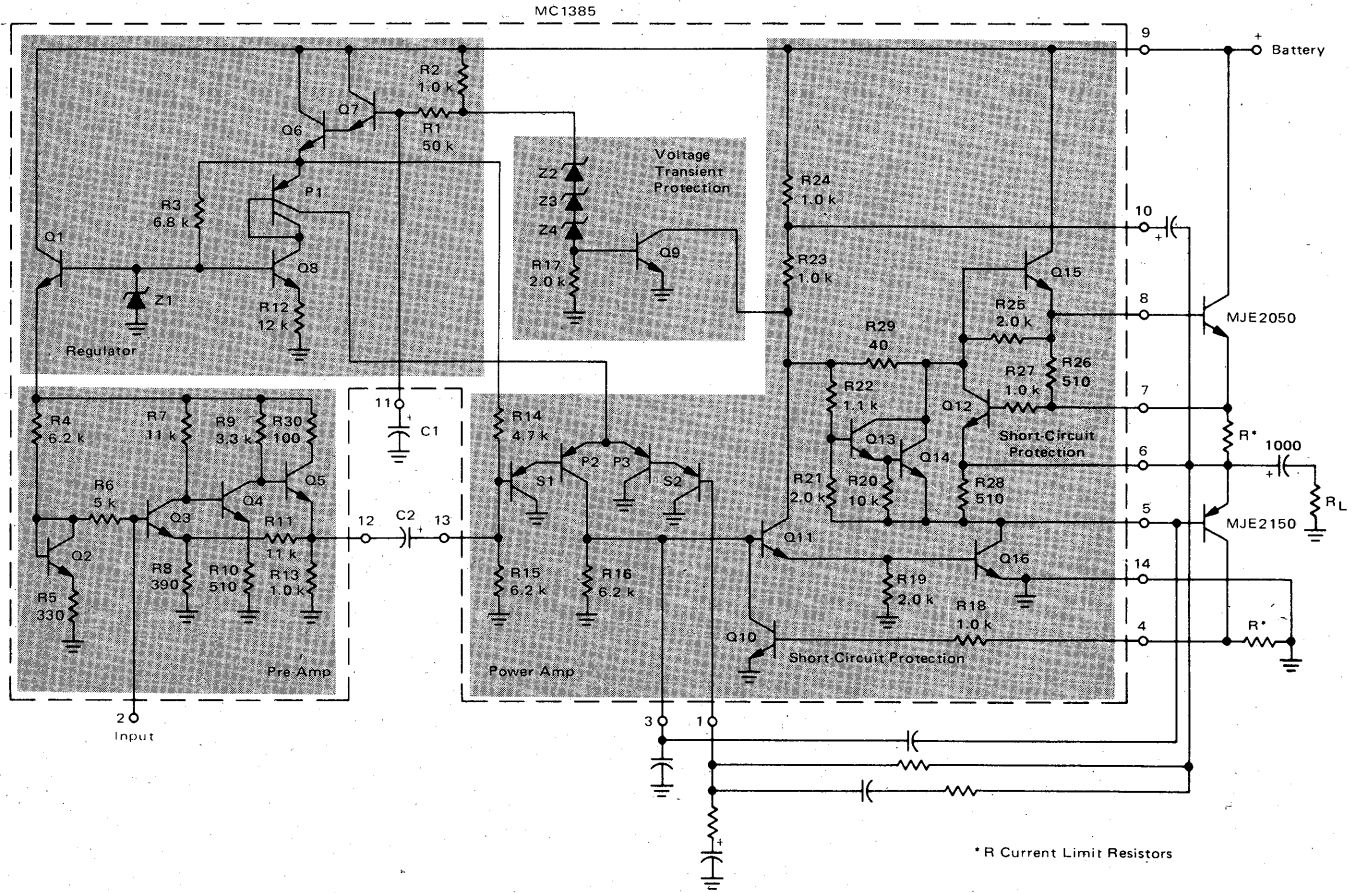 MC1385
9
+
Battery
R2
1.0 k
Q7
Q6
R1
50 k
P1
R3
6.8 k
Q1
Q8
Z1
R12
12 k
Regulator
Voltage
Transient
Protection
Z2
Z3
Z4
R17
2.0 k
Q9
R24
1.0 k
10
+
R23
1.0 k
Q15
R25
2.0 k
8
MJE2050
R29
40
R26
510
R27
1.0 k
R22
1.1 k
Q12
7
R*
Q13
Short-Circuit
Protection
Q14
6
1000
+
R21
2.0 k
R20
10 k
R28
510
RL
5
MJE2150
R4
6.2 k
R7
11 k
R9
3.3 k
R30
100
11
+
C1
R14
4.7 k
P2
P3
S1
S2
R6
5 k
Q3
Q4
Q5
R11
11 k
12
C2
+
13
Q2
R5
330
R8
390
R10
510
R13
1.0 k
R15
6.2 k
R16
6.2 k
Q11
Q16
14
R19
2.0 k
R18
1.0 k
4
R*
Q10
Short-Circuit Protection
Pre-Amp
Power Amp
2
Input
3
1
+
*R Current Limit Resistors